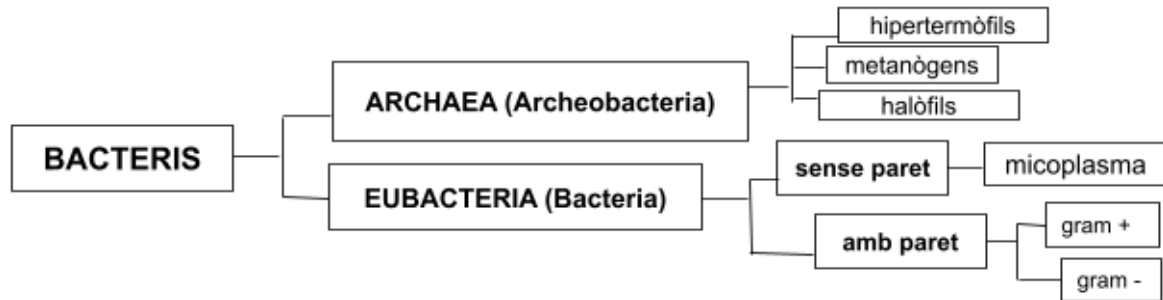 BACTERIS
ARCHAEA (Archeobacteria)
hipertermòfils
metanògens
halòfils
EUBACTERIA (Bacteria)
sense paret
micoplasma
amb paret
gram +
gram -